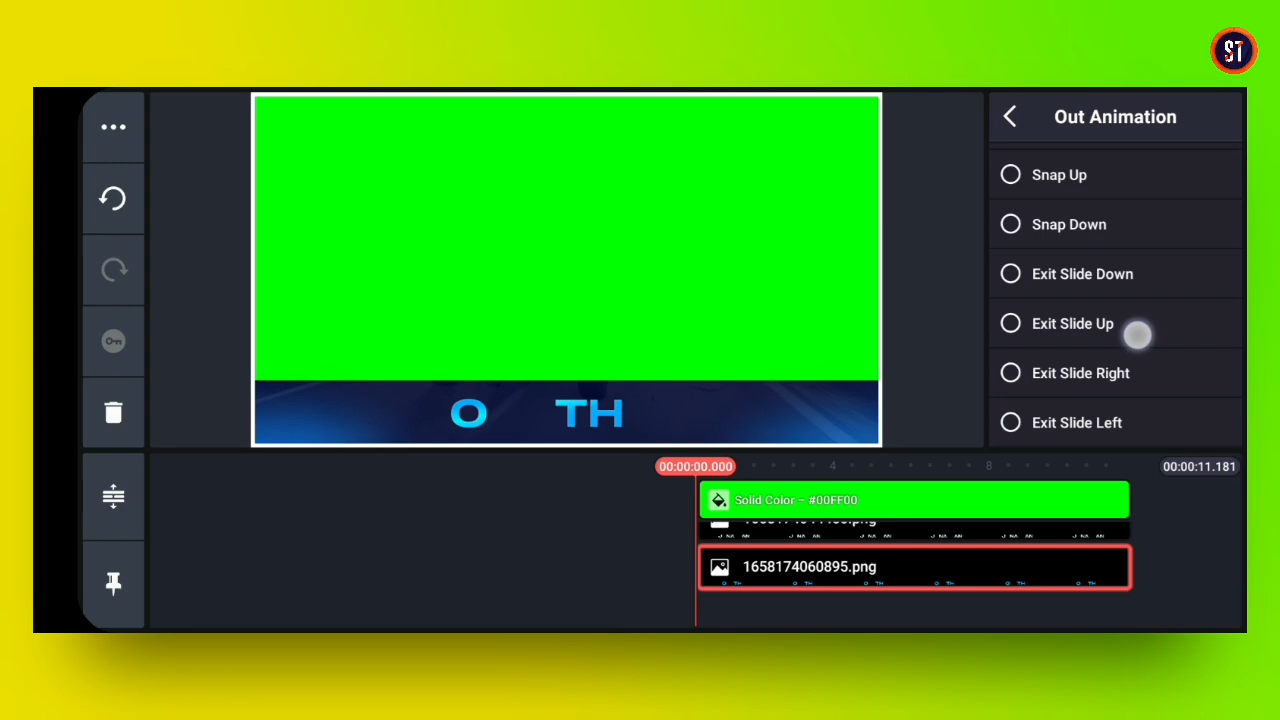 ST
Out Animation
Snap Up
Snap Down
Exit Slide Down
Exit Slide Up
Exit Slide Right
Exit Slide Left
O TH
00:00:00.000
4
8
00:00:11.181
Solid Color – #00FF00
1658174060895.png